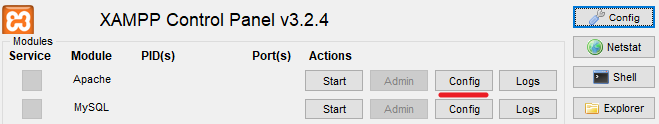 XAMPP Control Panel v3.2.4
Config
Modules
Service Module PID(s) Port(s) Actions
Netstat
Apache Start Admin Config Logs
Shell
MySQL Start Admin Config Logs
Explorer